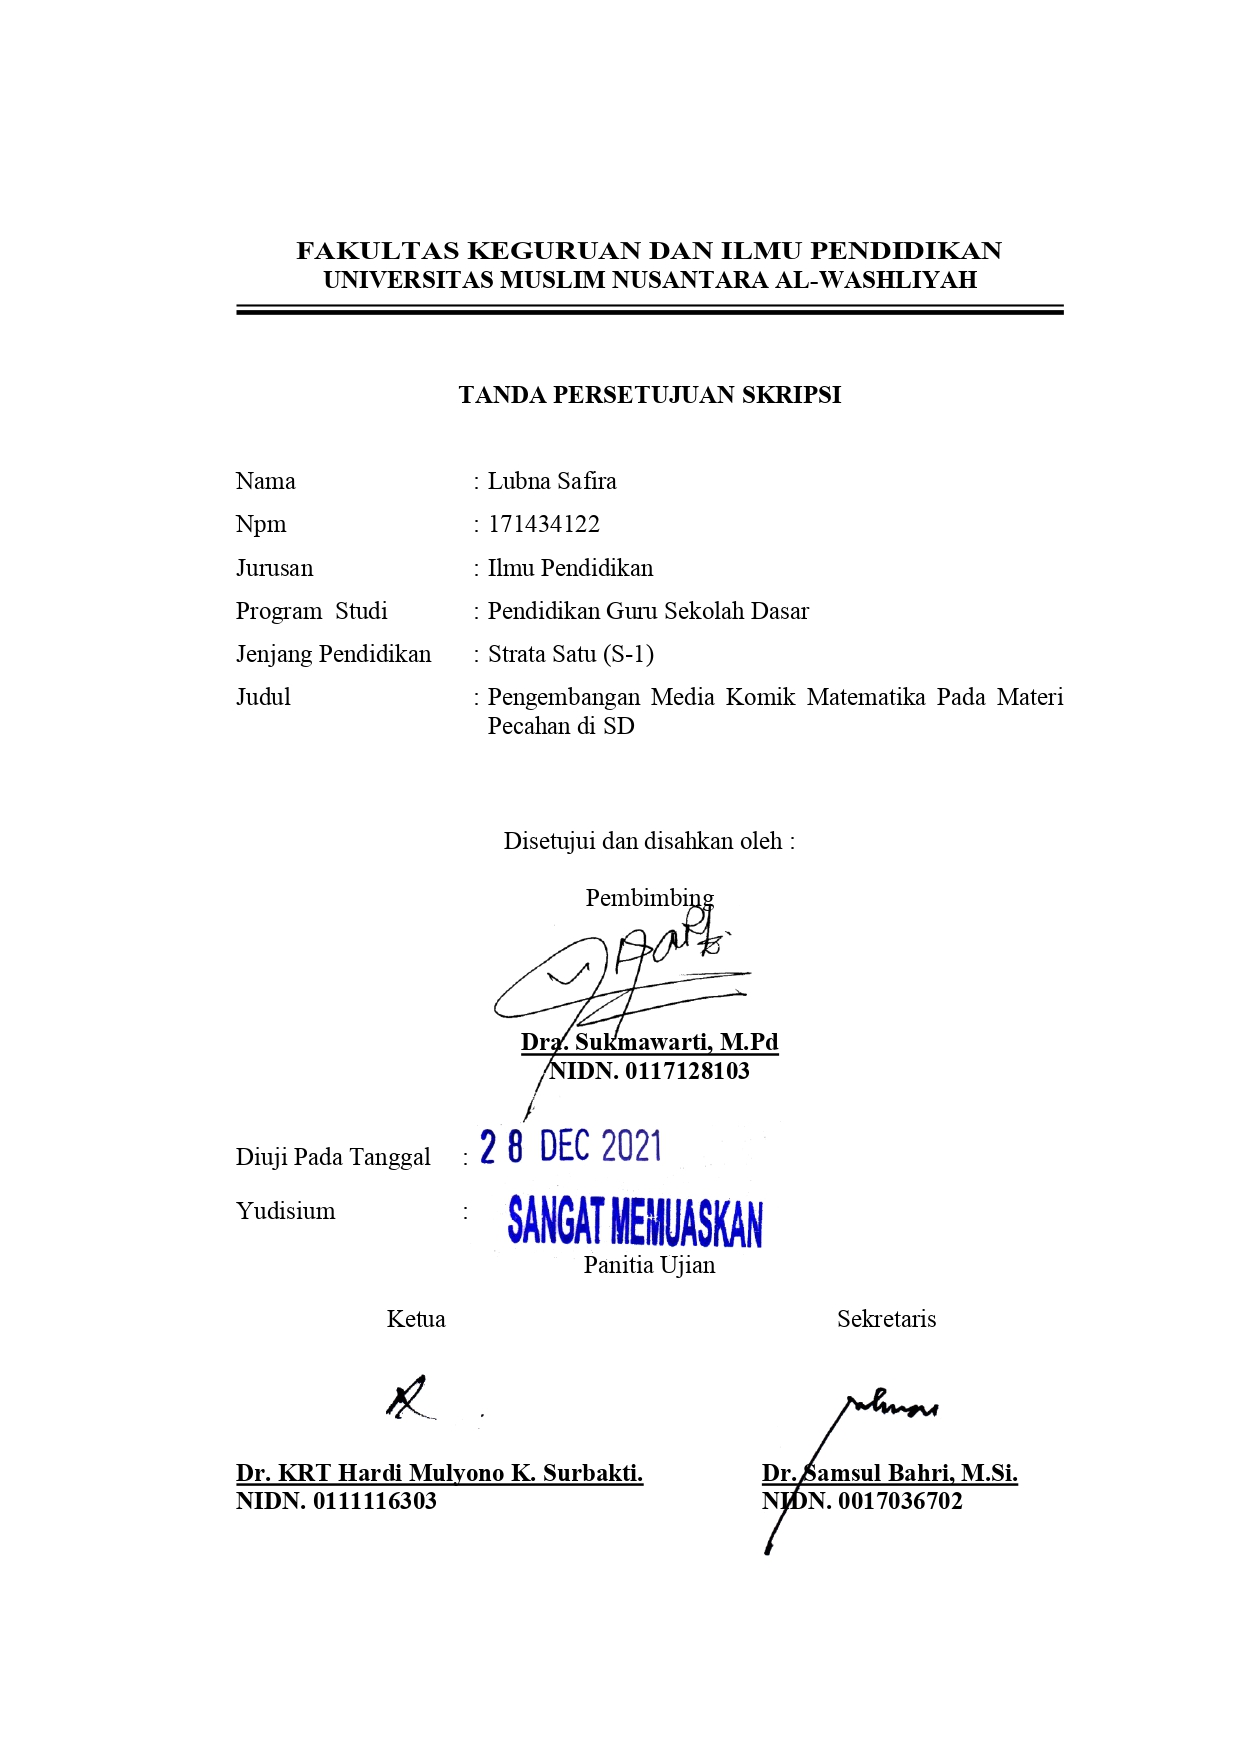 FAKULTAS KEGURUAN DAN ILMU PENDIDIKAN
UNIVERSITAS MUSLIM NUSANTARA AL-WASHLIYAH
TANDA PERSETUJUAN SKRIPSI
Nama : Lubna Safira
Npm : 171434122
Jurusan : Ilmu Pendidikan
Program Studi : Pendidikan Guru Sekolah Dasar
Jenjang Pendidikan : Strata Satu (S-1)
Judul : Pengembangan Media Komik Matematika Pada Materi
Pecahan di SD
Disetujui dan disahkan oleh :
Pembimbing
Dra. Sukmawarti, M.Pd
NIDN. 0117128103
Diuji Pada Tanggal : 28 DEC 2021
Yudisium : SANGAT MEMUASKAN
Panitia Ujian
Ketua Sekretaris
Dr. KRT Hardi Mulyono K. Surbakti. Dr. Samsul Bahri, M.Si.
NIDN. 0111116303 NIDN. 0017036702